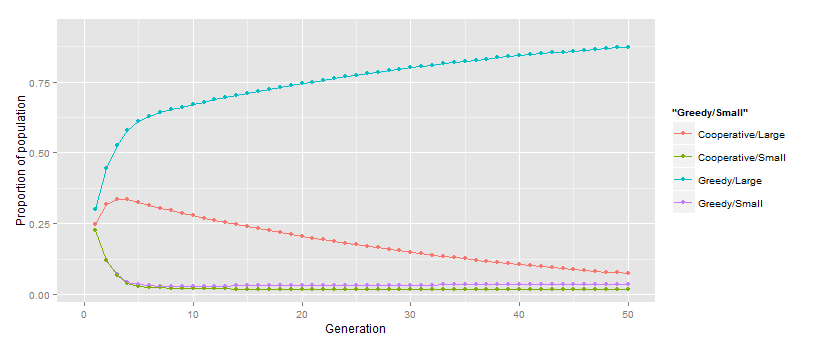 Proportion of population
0.75
0.50
0.25
0.00
0 10 20 30 40 50
Generation
"Greedy/Small"
Cooperative/Large
Cooperative/Small
Greedy/Large
Greedy/Small